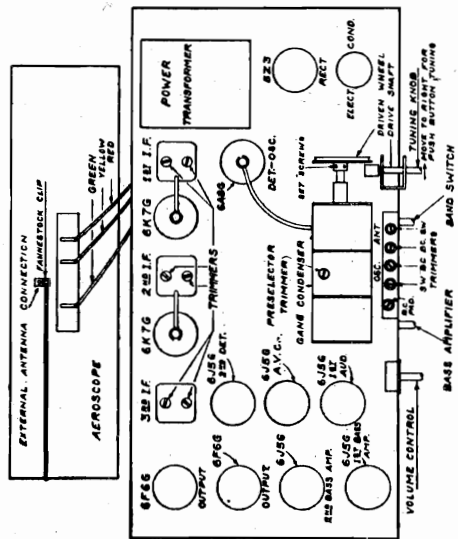 EXTERNAL ANTENNA CONNECTION
FAHNESTOCK CLIP
AEROSCOPE
GREEN
YELLOW
RED
POWER
TRANSFORMER
5Z3
RECT
ELECT. COND.
1ST I.F.
6K7G
2ND I.F.
6K7G
3RD I.F.
TRIMMERS
6A8G
DET-OSC.
6F6G
OUTPUT
6F6G
OUTPUT
6J5G
2ND DET.
6J5G
A.V.C.
6J5G
2ND BASS AMP.
6J5G
1ST AUD.
6J5G
1ST BASS
AMP.
PRESELECTOR
(TRIMMER)
GANG CONDENSER
SET SCREWS
DRIVEN WHEEL
DRIVE SHAFT
TUNING KNOB
MOVE TO RIGHT FOR
PUSH BUTTON TUNING
OSC.
ANT
SW BC BC SW
TRIMMERS
B.C.
PAD.
BAND SWITCH
BASS AMPLIFIER
VOLUME CONTROL